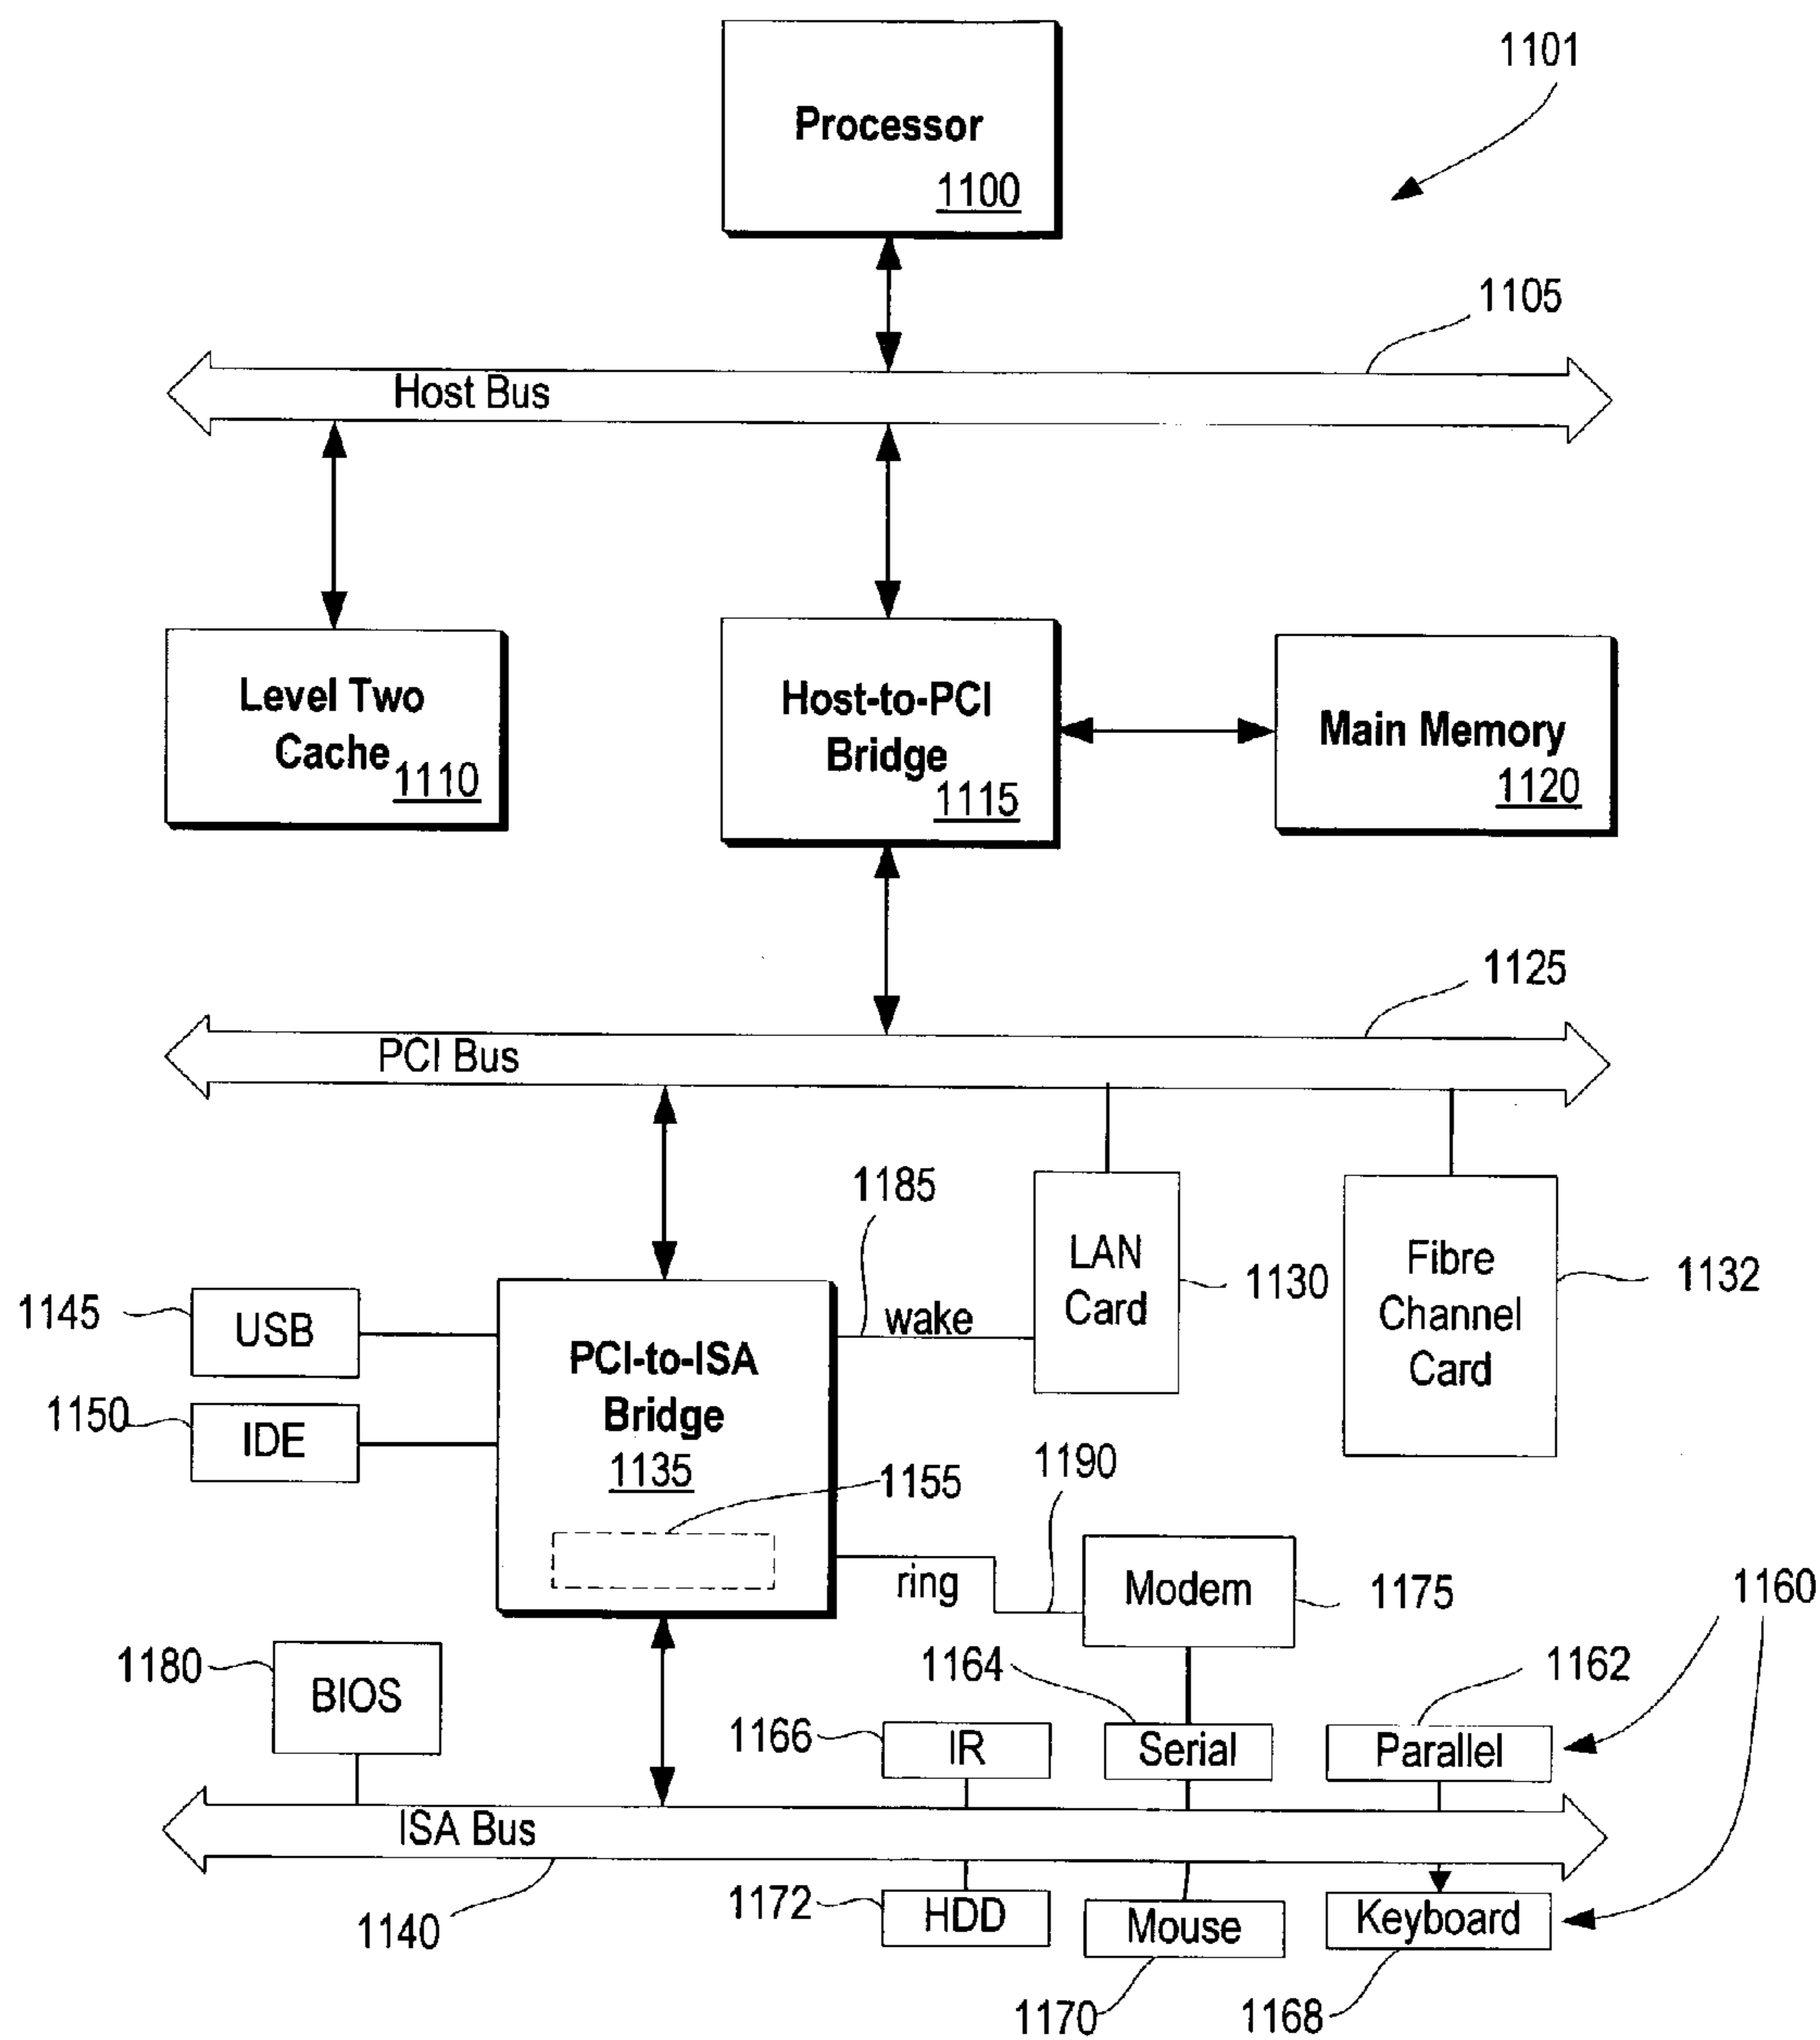 1101
Processor
1100
1105
Host Bus
Level Two
Cache
1110
Host-to-PCI
Bridge
1115
Main Memory
1120
1125
PCI Bus
1185
wake
LAN
Card
1130
Fibre
Channel
Card
1132
1145
USB
1150
IDE
PCI-to-ISA
Bridge
1135
1155
1190
ring
Modem
1175
1160
1180
BIOS
1164
1162
1166
IR
Serial
Parallel
ISA Bus
1140
1172
HDD
Mouse
Keyboard
1170
1168